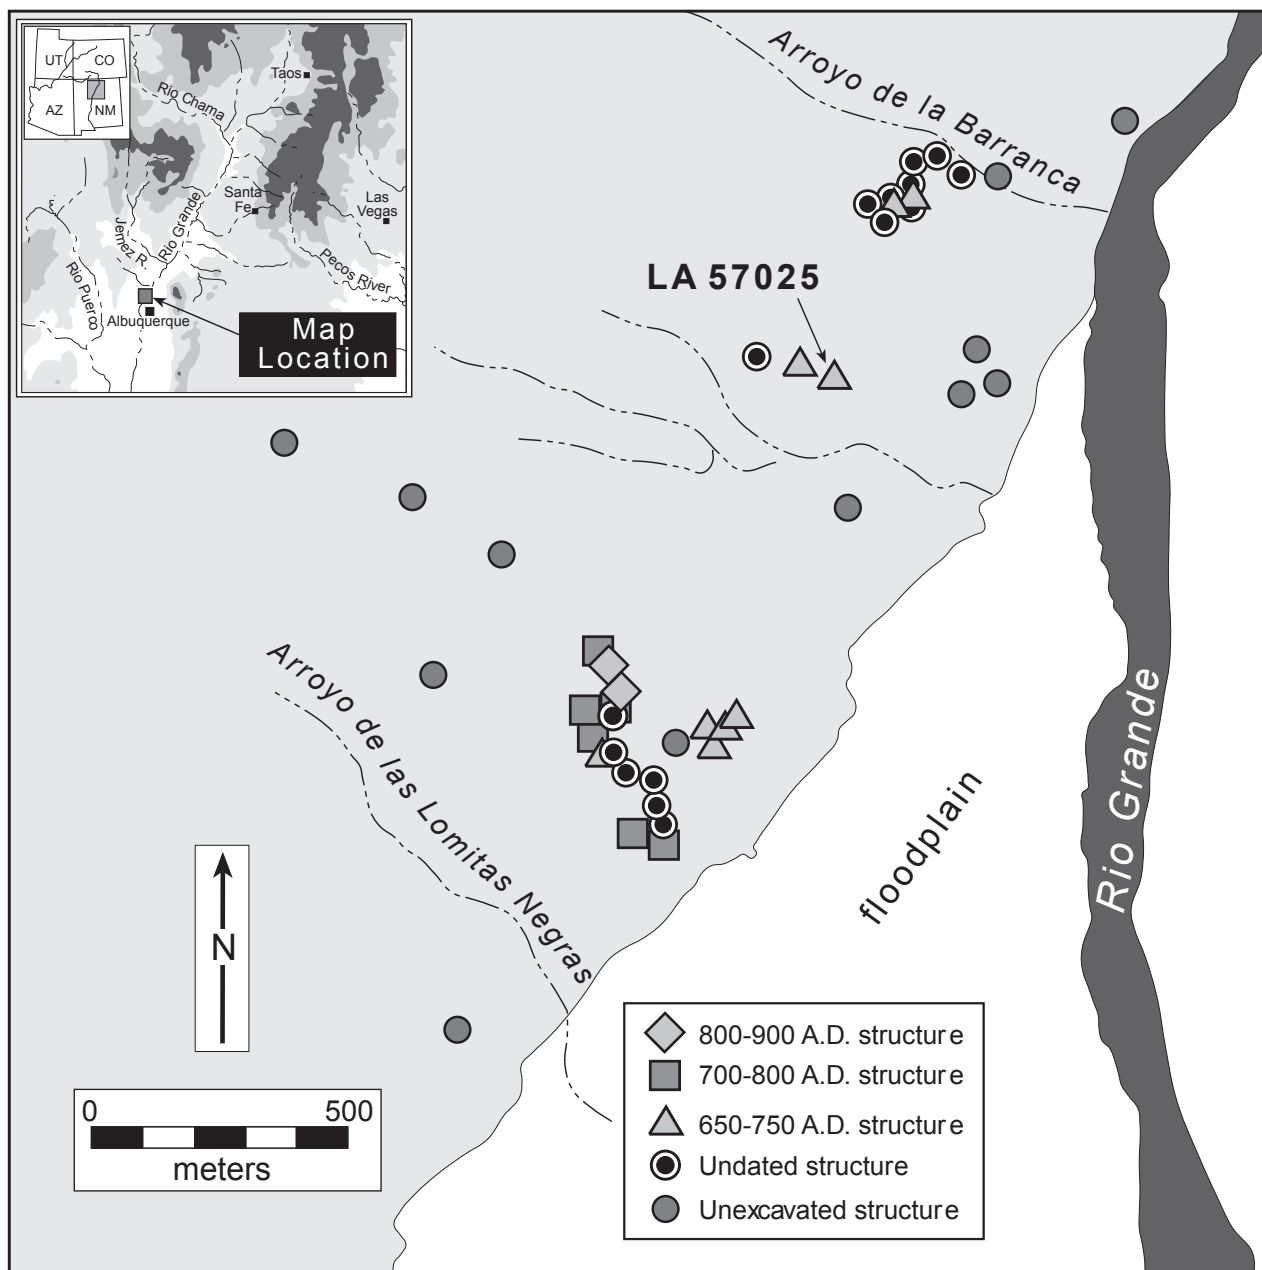 UT
CO
AZ
NM
Taos
Rio Chama
Santa
Fe
Las
Vegas
Rio Grande
Jemez R.
Pecos River
Rio Puerco
Albuquerque
Map
Location
Arroyo de la Barranca
LA 57025
Arroyo de las Lomitas Negras
floodplain
Rio Grande
N
0 500
meters
800-900 A.D. structure
700-800 A.D. structure
650-750 A.D. structure
Undated structure
Unexcavated structure